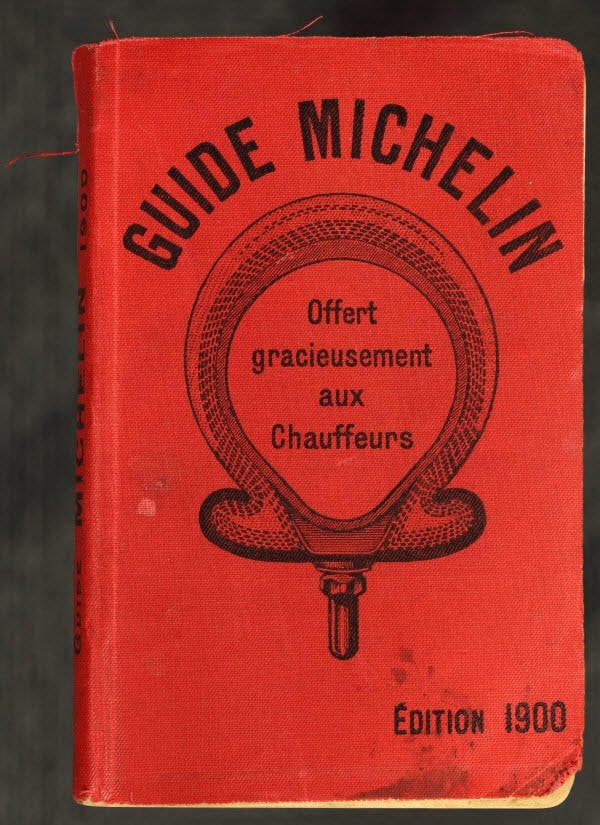 GUIDE MICHELIN
Offert
gracieusement
aux
Chauffeurs
ÉDITION 1900
GUIDE MICHELIN 1900